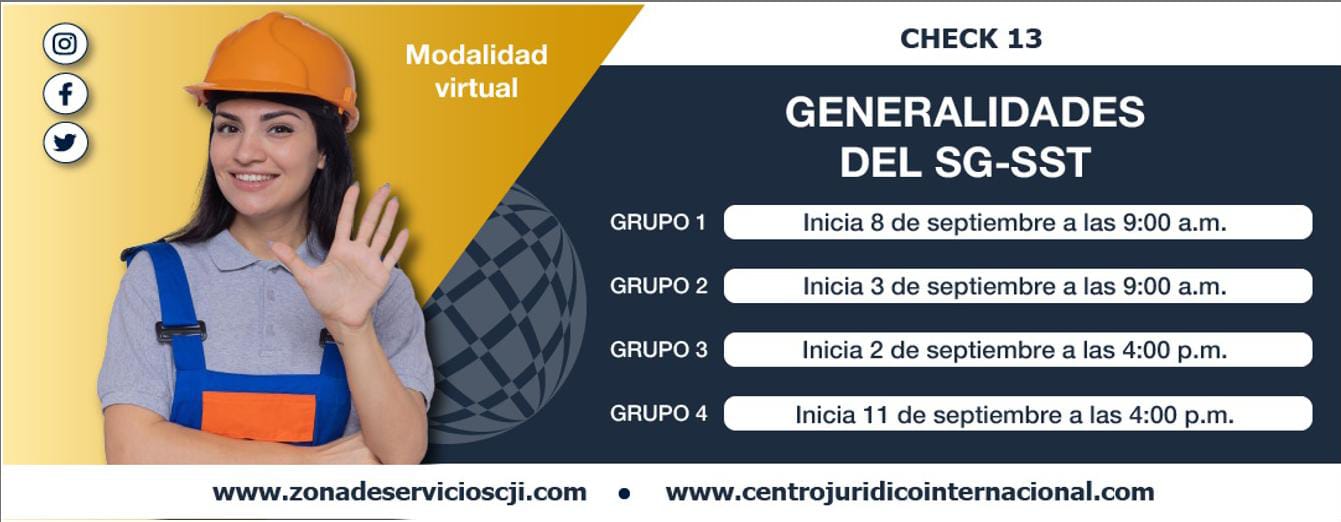 Modalidad
virtual
CHECK 13
GENERALIDADES
DEL SG-SST
GRUPO 1 Inicia 8 de septiembre a las 9:00 a.m.
GRUPO 2 Inicia 3 de septiembre a las 9:00 a.m.
GRUPO 3 Inicia 2 de septiembre a las 4:00 p.m.
GRUPO 4 Inicia 11 de septiembre a las 4:00 p.m.
www.zonadeservicioscji.com • www.centrojuridicointernacional.com